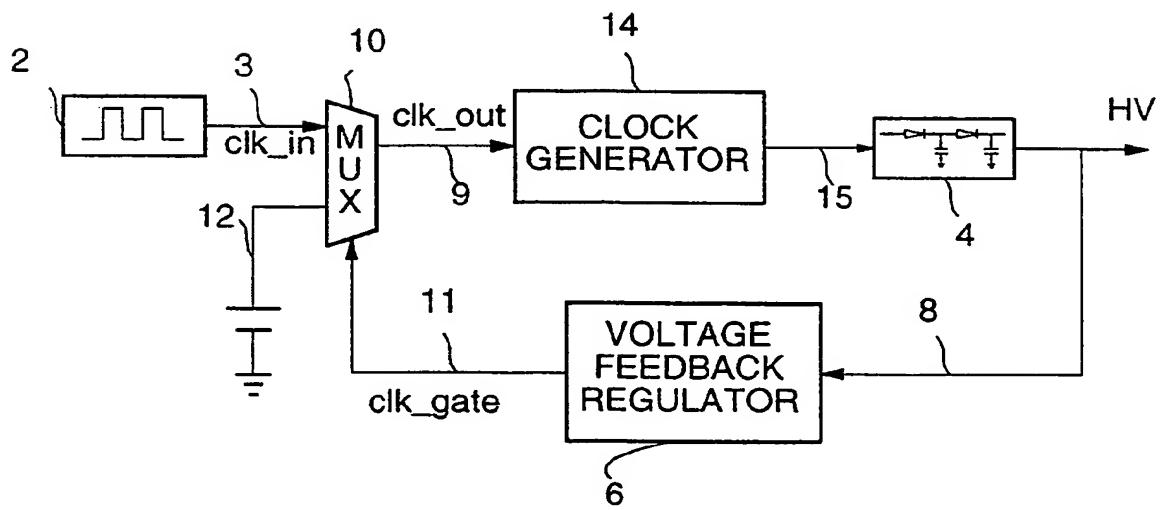 2
3
clk_in
10
MUX
clk_out
9
14
CLOCK
GENERATOR
15
4
HV
12
11
clk_gate
VOLTAGE
FEEDBACK
REGULATOR
6
8